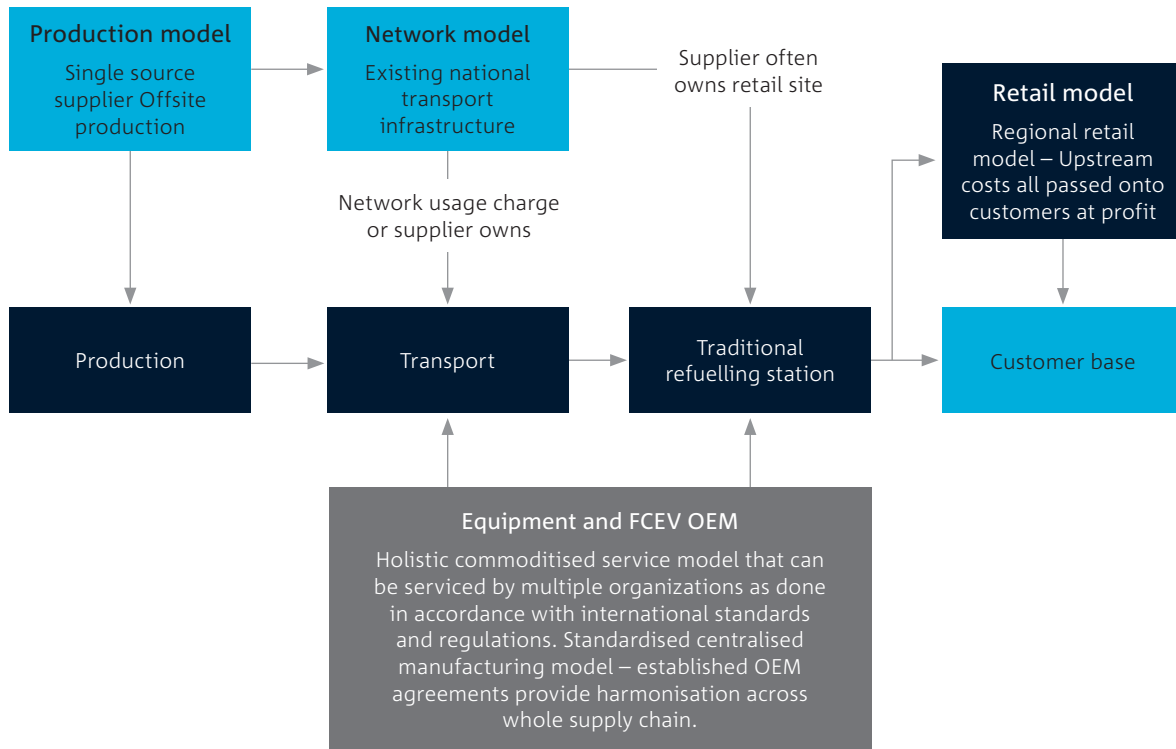 Production model
Single source
supplier Offsite
production
Network model
Existing national
transport
infrastructure
Supplier often
owns retail site
Retail model
Regional retail
model – Upstream
costs all passed onto
customers at profit
Network usage charge
or supplier owns
Production
Transport
Traditional
refuelling station
Customer base
Equipment and FCEV OEM
Holistic commoditised service model that can
be serviced by multiple organizations as done
in accordance with international standards
and regulations. Standardised centralised
manufacturing model – established OEM
agreements provide harmonisation across
whole supply chain.